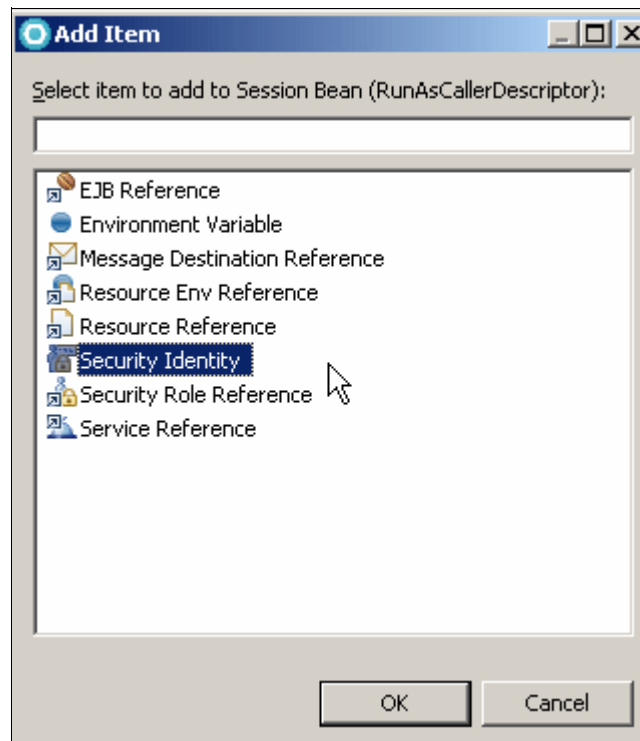 Add Item
Select item to add to Session Bean (RunAsCallerDescriptor):
EJB Reference
Environment Variable
Message Destination Reference
Resource Env Reference
Resource Reference
Security Identity
Security Role Reference
Service Reference
OK
Cancel